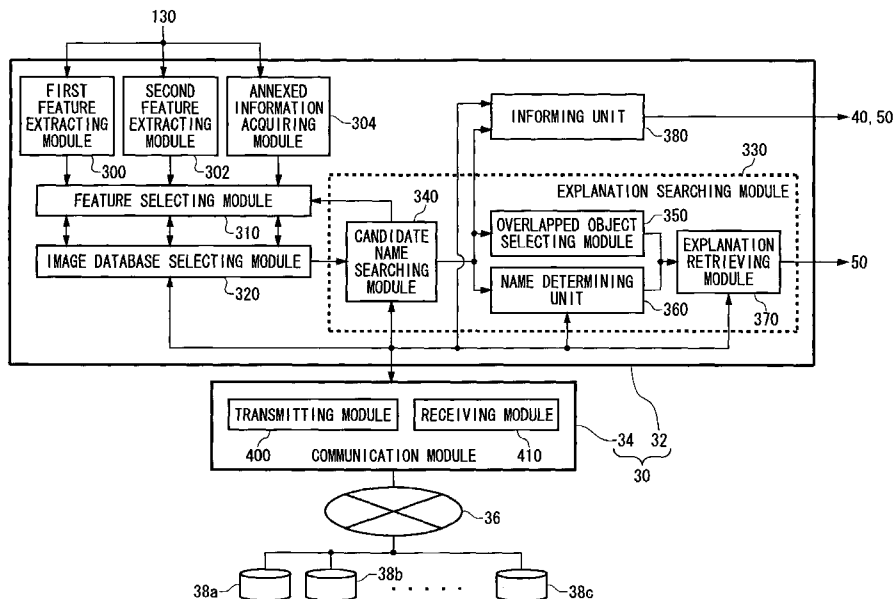 130
FIRST
FEATURE
EXTRACTING
MODULE
300
SECOND
FEATURE
EXTRACTING
MODULE
302
ANNEXED
INFORMATION
ACQUIRING
MODULE
304
INFORMING UNIT
380
40, 50
330
EXPLANATION SEARCHING MODULE
FEATURE SELECTING MODULE
310
IMAGE DATABASE SELECTING MODULE
320
340
CANDIDATE
NAME
SEARCHING
MODULE
350
OVERLAPPED OBJECT
SELECTING MODULE
NAME DETERMINING
UNIT
360
EXPLANATION
RETRIEVING
MODULE
370
50
TRANSMITTING MODULE
400
RECEIVING MODULE
410
COMMUNICATION MODULE
34
32
30
36
38a
38b
. . . . .
38c